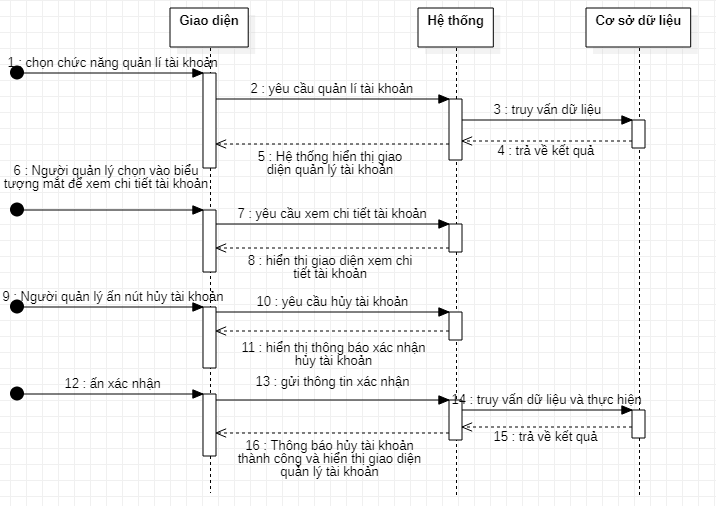 Giao diện
Hệ thống
Cơ sở dữ liệu
1 : chọn chức năng quản lí tài khoản
2 : yêu cầu quản lí tài khoản
3 : truy vấn dữ liệu
4 : trả về kết quả
5 : Hệ thống hiển thị giao
diện quản lý tài khoản
6 : Người quản lý chọn vào biểu
tượng mắt để xem chi tiết tài khoản
7 : yêu cầu xem chi tiết tài khoản
8 : hiển thị giao diện xem chi
tiết tài khoản
9 : Người quản lý ấn nút hủy tài khoản
10 : yêu cầu hủy tài khoản
11 : hiển thị thông báo xác nhận
hủy tài khoản
12 : ấn xác nhận
13 : gửi thông tin xác nhận
14 : truy vấn dữ liệu và thực hiện
15 : trả về kết quả
16 : Thông báo hủy tài khoản
thành công và hiển thị giao diện
quản lý tài khoản